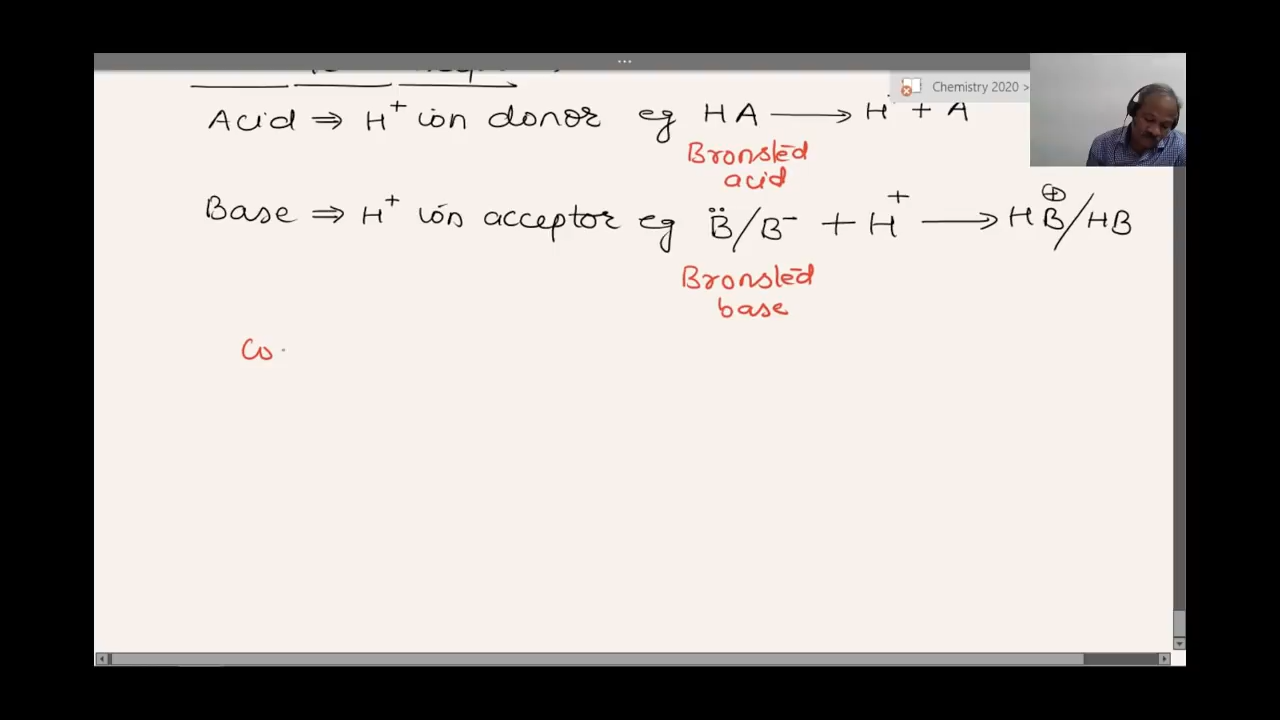 Chemistry 2020 >
Acid ⇒ H⁺ ion donor eg HA ⟶ H⁺ + A
Bronsted
acid
Base ⇒ H⁺ ion acceptor eg B̈/B⁻ + H⁺ ⟶ HB⊕/HB
Bronsted
base
Co